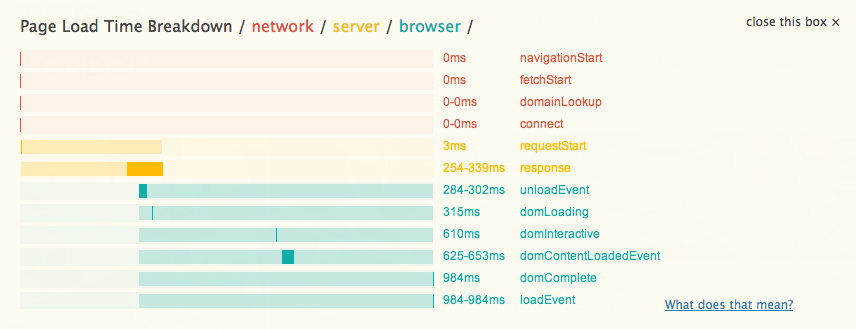 Page Load Time Breakdown / network / server / browser /
close this box ×
0ms navigationStart
0ms fetchStart
0-0ms domainLookup
0-0ms connect
3ms requestStart
254-339ms response
284-302ms unloadEvent
315ms domLoading
610ms domInteractive
625-653ms domContentLoadedEvent
984ms domComplete
984-984ms loadEvent
What does that mean?